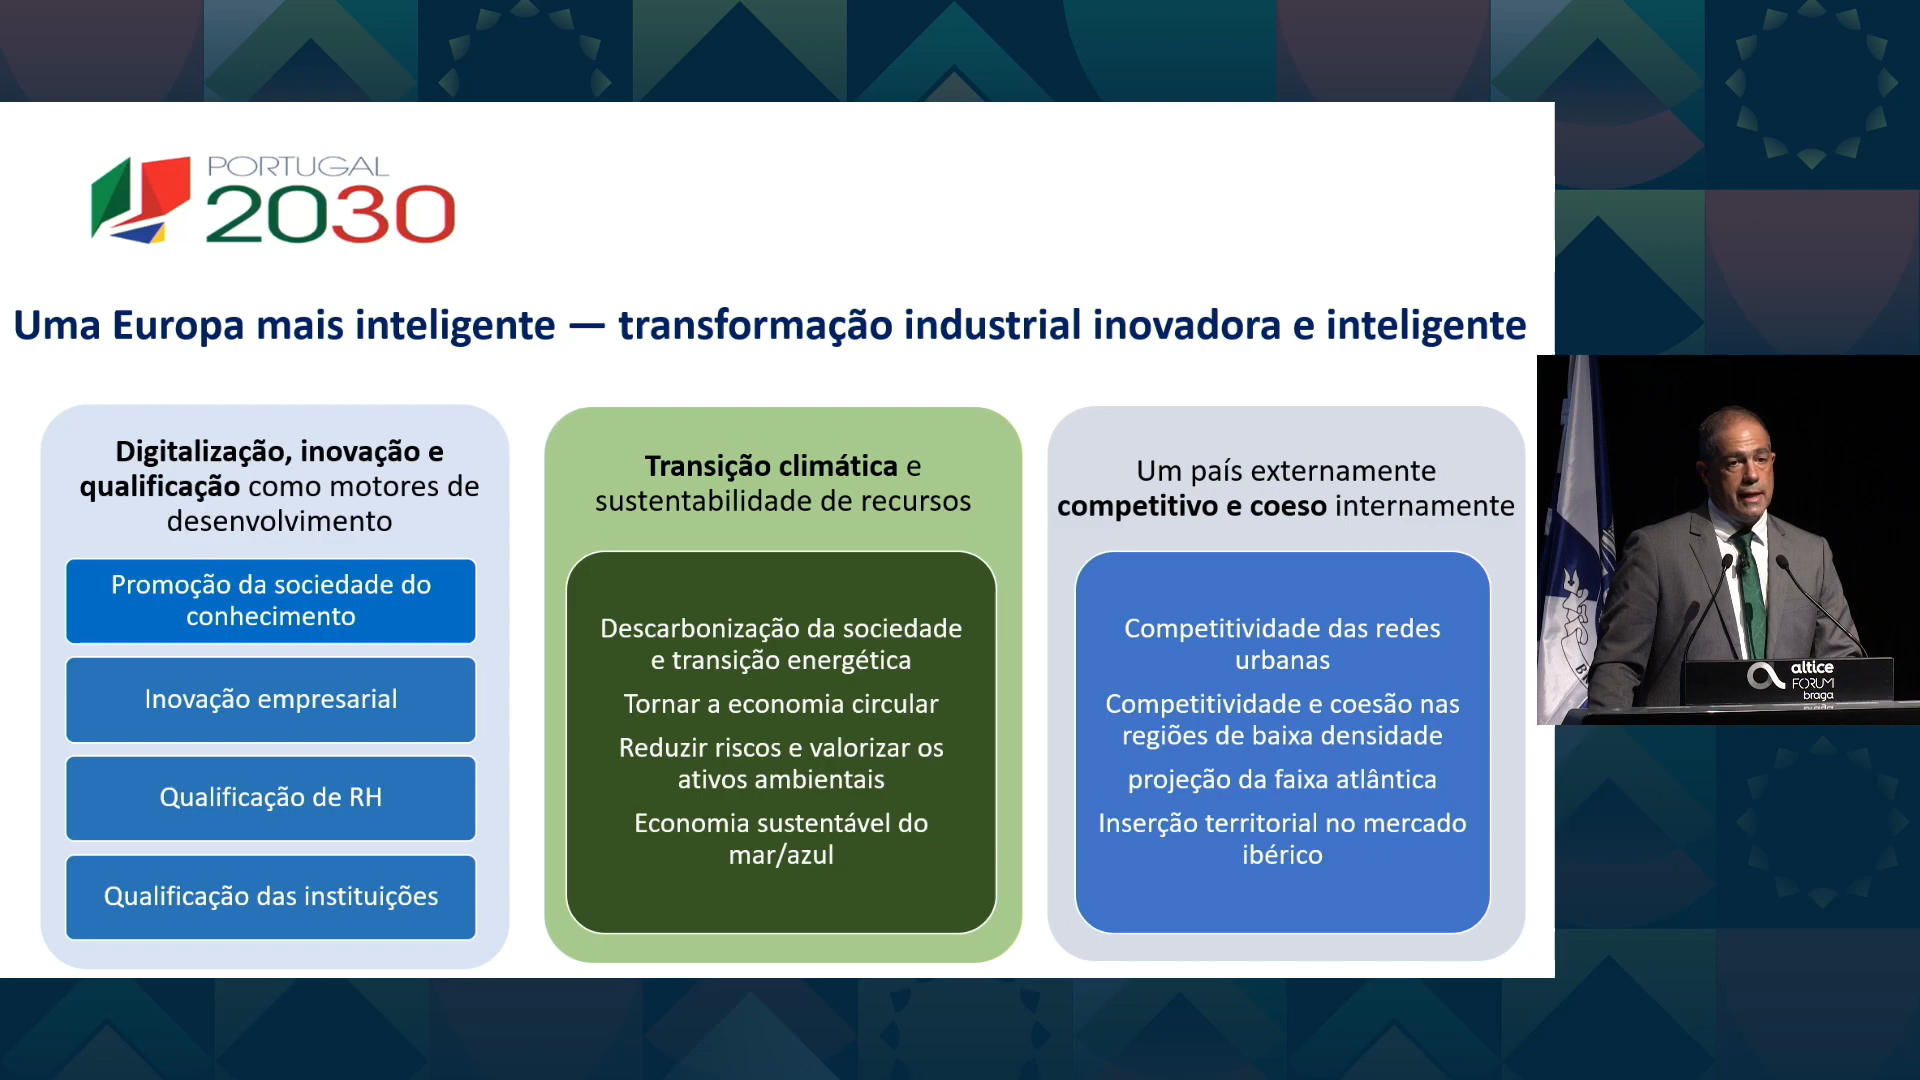 PORTUGAL
2030
Uma Europa mais inteligente — transformação industrial inovadora e inteligente
Digitalização, inovação e
qualificação como motores de
desenvolvimento
Promoção da sociedade do
conhecimento
Inovação empresarial
Qualificação de RH
Qualificação das instituições
Transição climática e
sustentabilidade de recursos
Descarbonização da sociedade
e transição energética
Tornar a economia circular
Reduzir riscos e valorizar os
ativos ambientais
Economia sustentável do
mar/azul
Um país externamente
competitivo e coeso internamente
Competitividade das redes
urbanas
Competitividade e coesão nas
regiões de baixa densidade
projeção da faixa atlântica
Inserção territorial no mercado
ibérico
altice
FORUM
braga